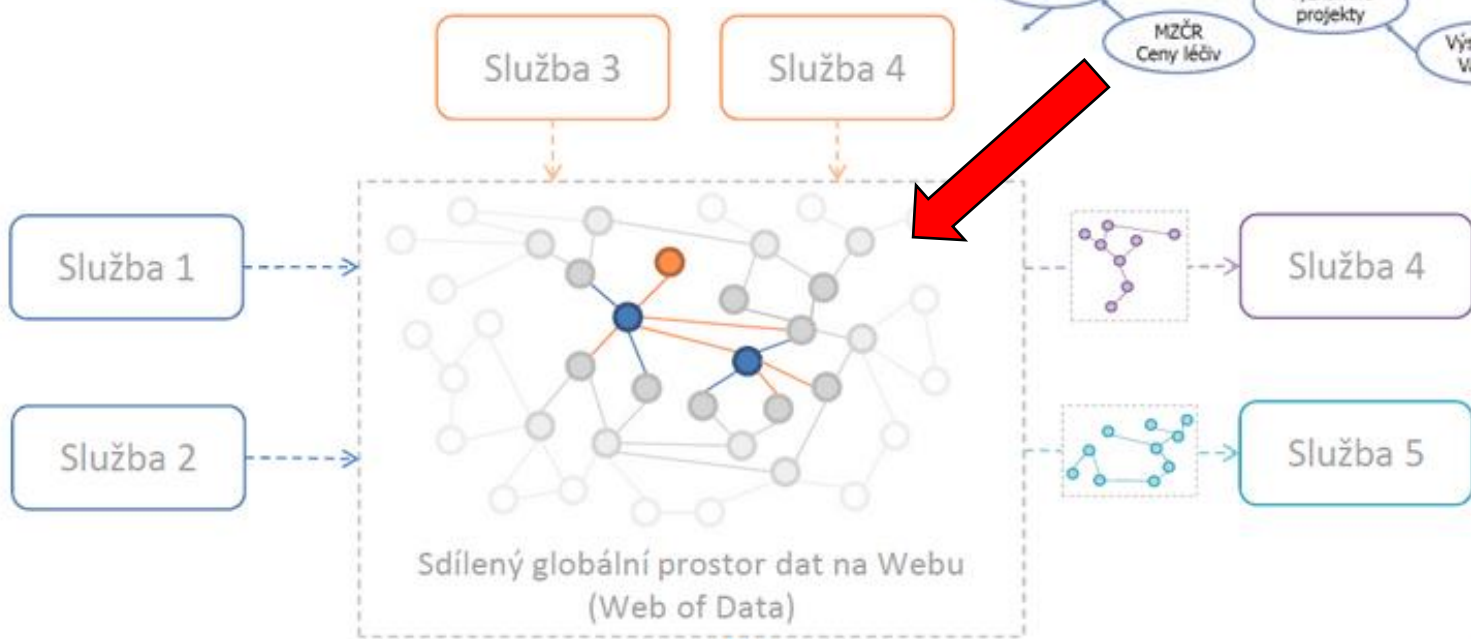 projekty
MZČR
Ceny léčiv
Služba 3
Služba 4
Služba 1
Služba 4
Služba 2
Služba 5
Sdílený globální prostor dat na Webu
(Web of Data)